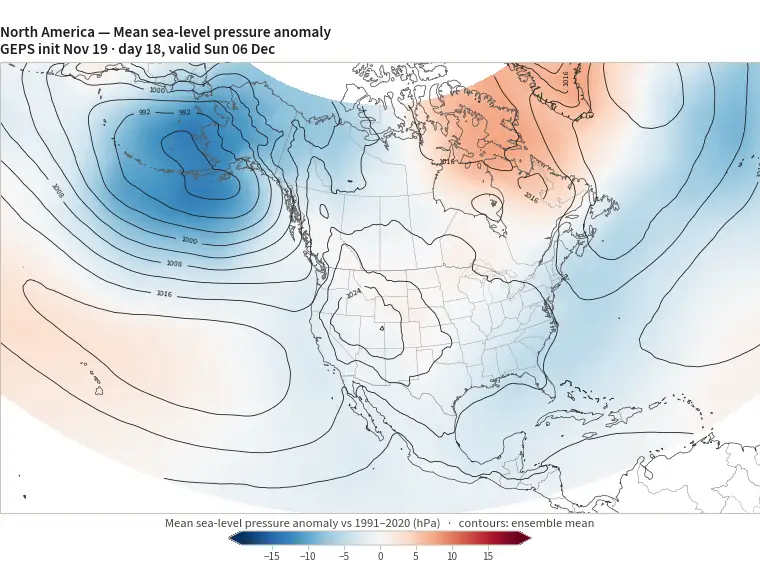 North America — Mean sea-level pressure anomaly
GEPS init Nov 19 · day 18, valid Sun 06 Dec
1000
992
992
1016
1016
1016
1008
1000
1008
1016
1024
Mean sea-level pressure anomaly vs 1991–2020 (hPa) · contours: ensemble mean
−15 −10 −5 0 5 10 15